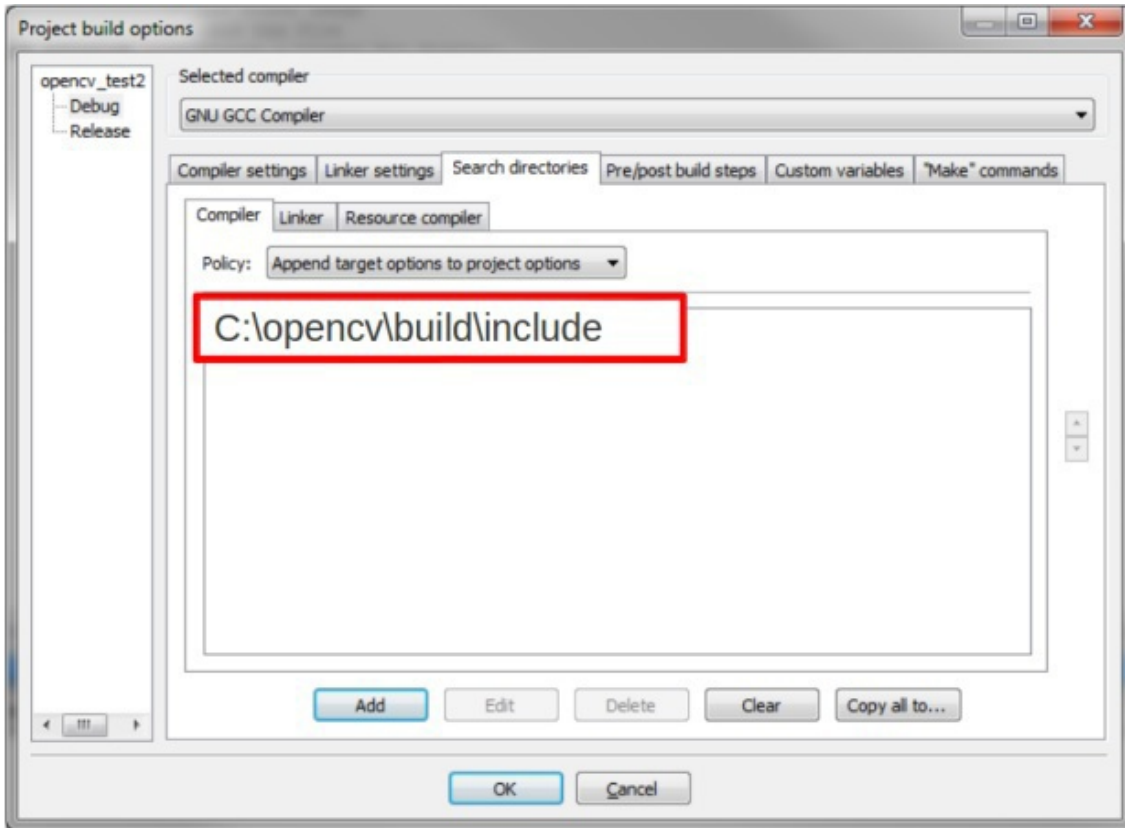 Project build options
opencv_test2
Debug
Release
Selected compiler
GNU GCC Compiler
Compiler settings Linker settings Search directories Pre/post build steps Custom variables "Make" commands
Compiler Linker Resource compiler
Policy: Append target options to project options
C:\opencv\build\include
Add Edit Delete Clear Copy all to...
OK Cancel